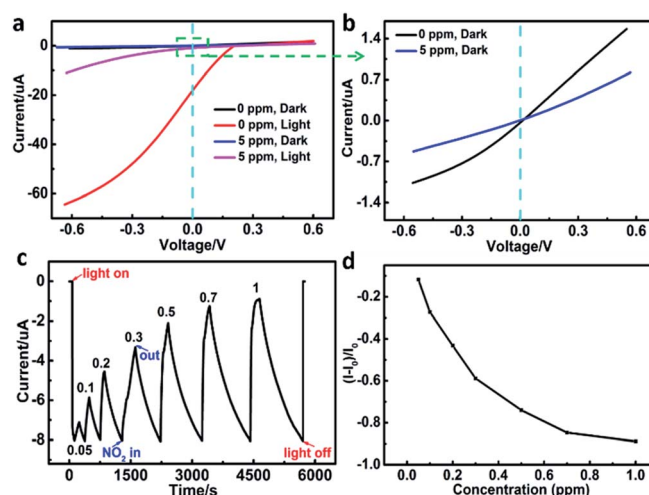 a
0
-20
-40
-60
Current/uA
0 ppm, Dark
0 ppm, Light
5 ppm, Dark
5 ppm, Light
-0.6 -0.3 0.0 0.3 0.6
Voltage/V
b
1.4
0.7
0.0
-0.7
-1.4
Current/uA
0 ppm, Dark
5 ppm, Dark
-0.6 -0.3 0.0 0.3 0.6
Voltage/V
c
0
-2
-4
-6
-8
Current/uA
light on
0.05
0.1
0.2
0.3
0.5
0.7
1
out
NO2 in
light off
0 1500 3000 4500 6000
Time/s
d
-0.2
-0.4
-0.6
-0.8
-1.0
(I-I0)/I0
0.0 0.2 0.4 0.6 0.8 1.0
Concentration (ppm)